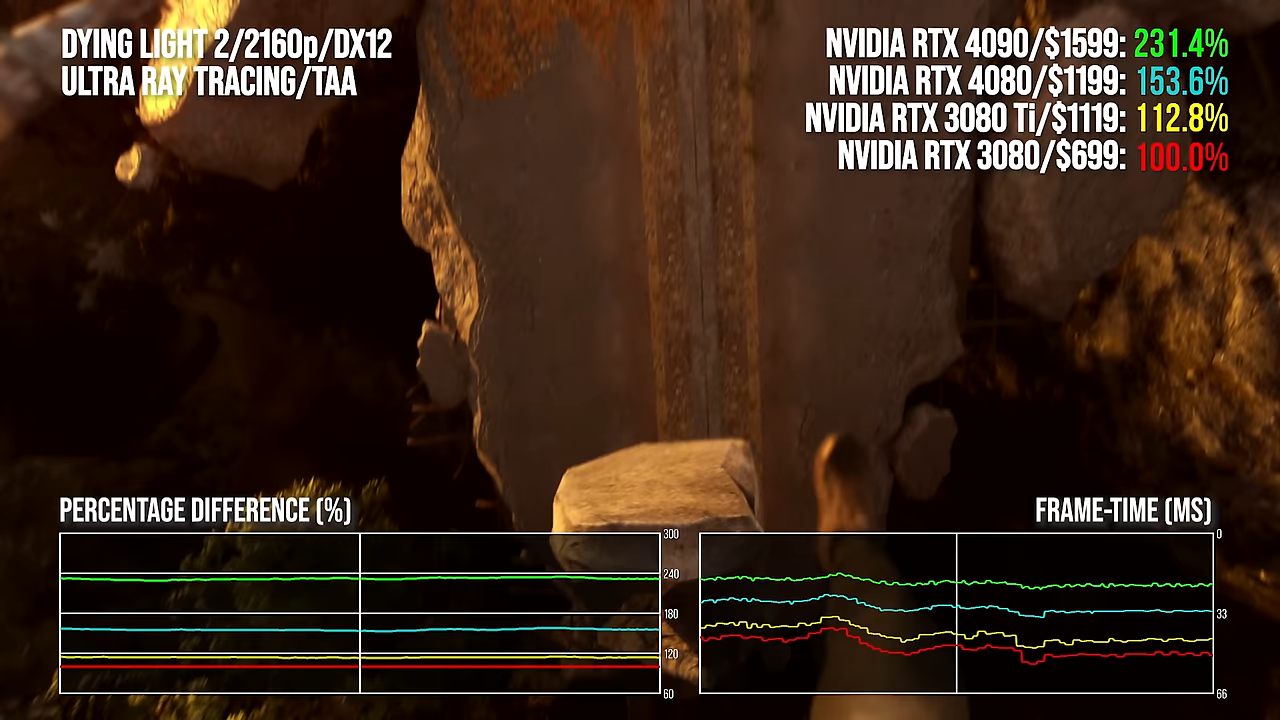 DYING LIGHT 2/2160p/DX12
ULTRA RAY TRACING/TAA
NVIDIA RTX 4090/$1599: 231.4%
NVIDIA RTX 4080/$1199: 153.6%
NVIDIA RTX 3080 Ti/$1119: 112.8%
NVIDIA RTX 3080/$699: 100.0%
PERCENTAGE DIFFERENCE (%)
300
240
180
120
60
FRAME-TIME (MS)
0
33
66